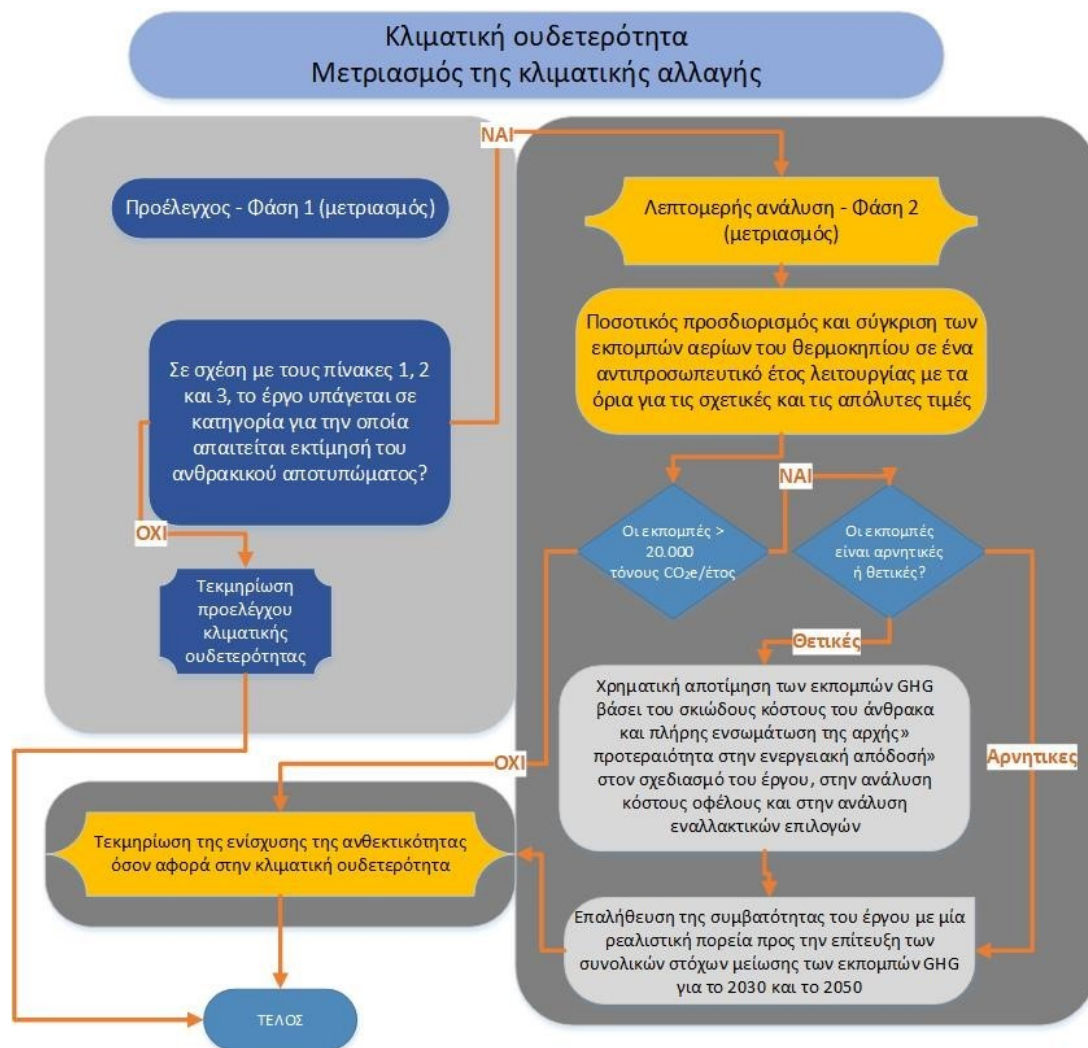 Κλιματική ουδετερότητα
Μετριασμός της κλιματικής αλλαγής
ΝΑΙ
Προέλεγχος - Φάση 1 (μετριασμός)
Λεπτομερής ανάλυση - Φάση 2
(μετριασμός)
Σε σχέση με τους πίνακες 1, 2
και 3, το έργο υπάγεται σε
κατηγορία για την οποία
απαιτείται εκτίμησή του
ανθρακικού αποτυπώματος?
Ποσοτικός προσδιορισμός και σύγκριση των
εκπομπών αερίων του θερμοκηπίου σε ένα
αντιπροσωπευτικό έτος λειτουργίας με τα
όρια για τις σχετικές και τις απόλυτες τιμές
ΟΧΙ
ΝΑΙ
Οι εκπομπές >
20.000
τόνους CO₂e/έτος
Οι εκπομπές
είναι αρνητικές
ή θετικές?
Τεκμηρίωση
προελέγχου
κλιματικής
ουδετερότητας
Θετικές
Χρηματική αποτίμηση των εκπομπών GHG
βάσει του σκιώδους κόστους του άνθρακα
και πλήρης ενσωμάτωση της αρχής»
προτεραιότητα στην ενεργειακή απόδοσή»
στον σχεδιασμό του έργου, στην ανάλυση
κόστους οφέλους και στην ανάλυση
εναλλακτικών επιλογών
ΟΧΙ
Αρνητικες
Τεκμηρίωση της ενίσχυσης της ανθεκτικότητας
όσον αφορά στην κλιματική ουδετερότητα
Επαλήθευση της συμβατότητας του έργου με μία
ρεαλιστική πορεία προς την επίτευξη των
συνολικών στόχων μείωσης των εκπομπών GHG
για το 2030 και το 2050
ΤΕΛΟΣ